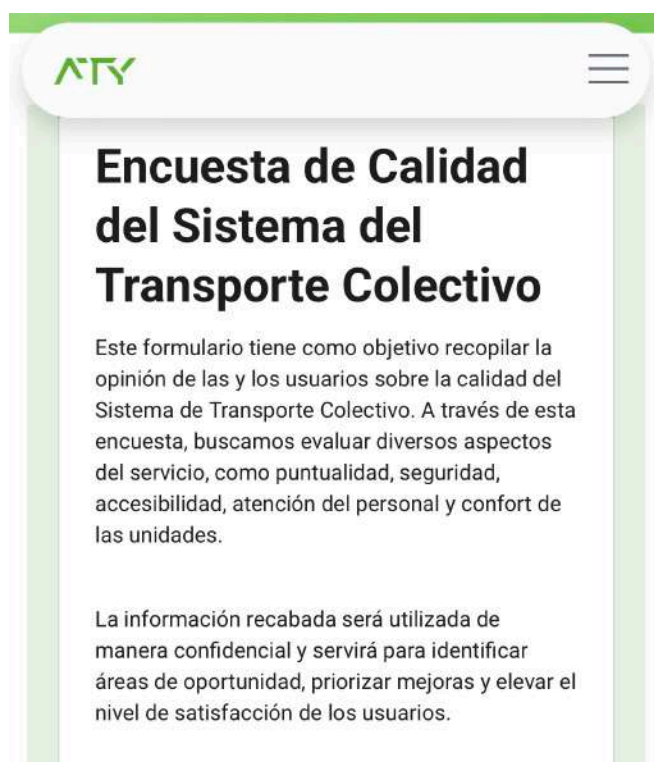 ATY
Encuesta de Calidad
del Sistema del
Transporte Colectivo
Este formulario tiene como objetivo recopilar la
opinión de las y los usuarios sobre la calidad del
Sistema de Transporte Colectivo. A través de esta
encuesta, buscamos evaluar diversos aspectos
del servicio, como puntualidad, seguridad,
accesibilidad, atención del personal y confort de
las unidades.
La información recabada será utilizada de
manera confidencial y servirá para identificar
áreas de oportunidad, priorizar mejoras y elevar el
nivel de satisfacción de los usuarios.